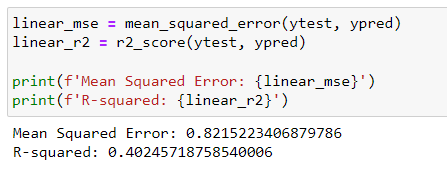 linear_mse = mean_squared_error(ytest, ypred)
linear_r2 = r2_score(ytest, ypred)
print(f'Mean Squared Error: {linear_mse}')
print(f'R-squared: {linear_r2}')
Mean Squared Error: 0.8215223406879786
R-squared: 0.40245718758540006